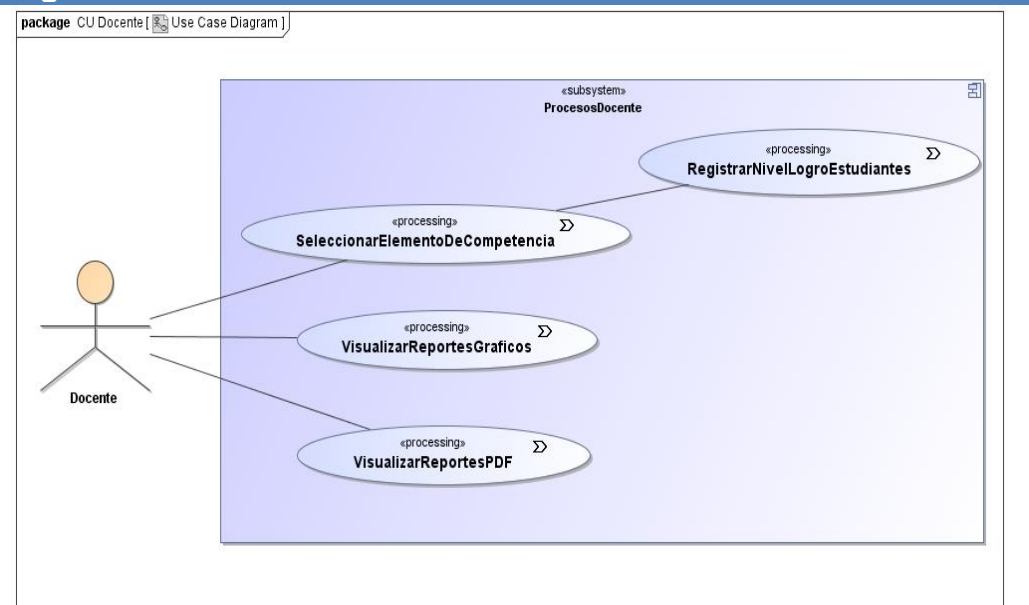 package CU Docente [ Use Case Diagram ]
«subsystem»
ProcesosDocente
«processing»
RegistrarNivelLogroEstudiantes
«processing»
SeleccionarElementoDeCompetencia
«processing»
VisualizarReportesGraficos
Docente
«processing»
VisualizarReportesPDF